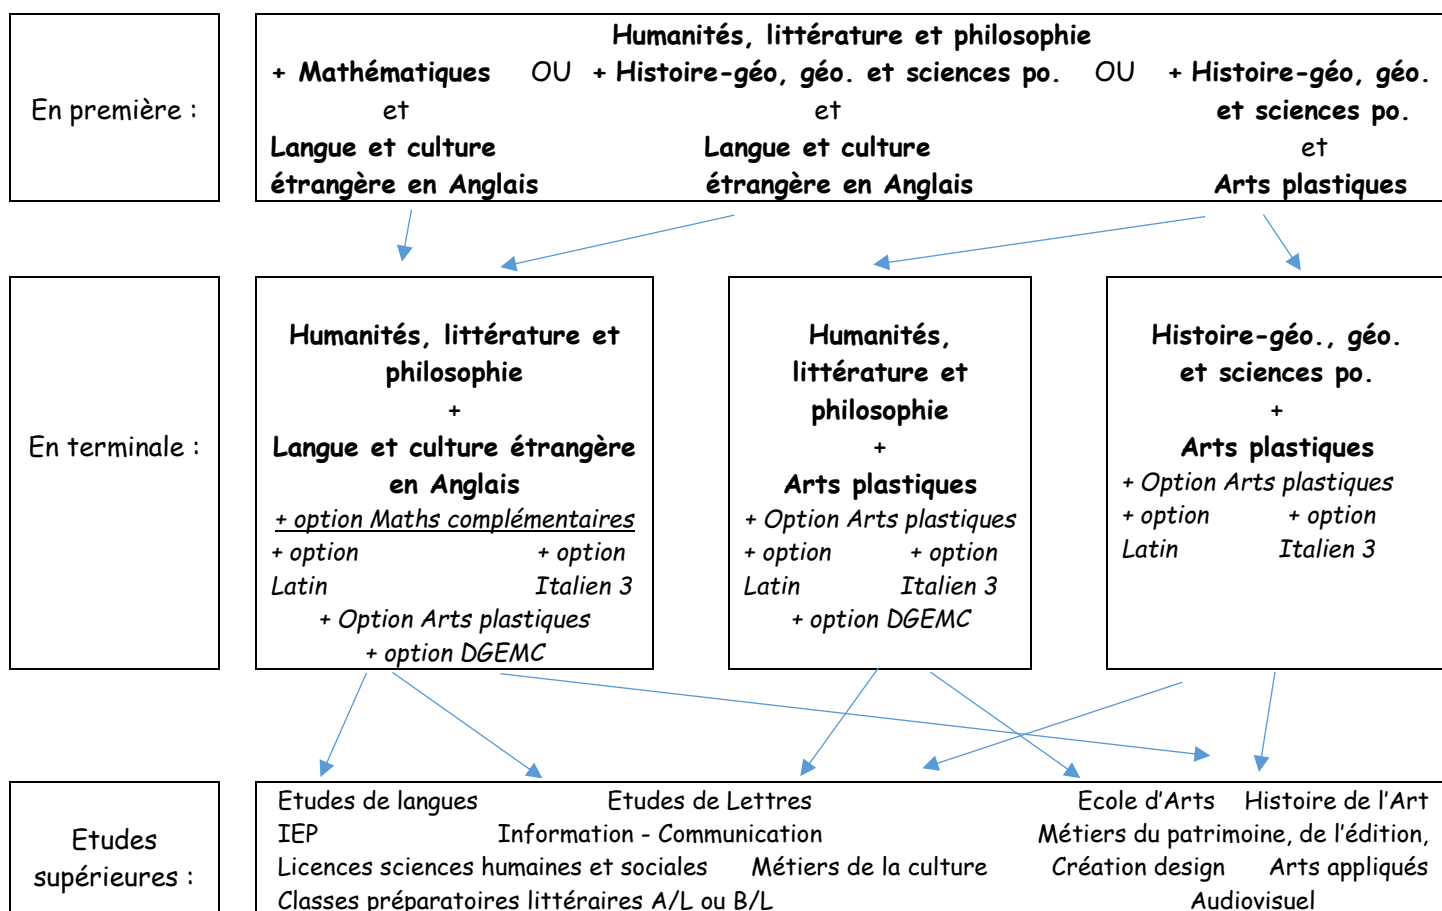 En première :
Humanités, littérature et philosophie
+ Mathématiques OU + Histoire-géo, géo. et sciences po. OU + Histoire-géo, géo.
et et et sciences po.
Langue et culture Langue et culture et
étrangère en Anglais étrangère en Anglais Arts plastiques
En terminale :
Humanités, littérature et
philosophie
+
Langue et culture étrangère
en Anglais
+ option Maths complémentaires
+ option + option
Latin Italien 3
+ Option Arts plastiques
+ option DGEMC
Humanités,
littérature et
philosophie
+
Arts plastiques
+ Option Arts plastiques
+ option + option
Latin Italien 3
+ option DGEMC
Histoire-géo., géo.
et sciences po.
+
Arts plastiques
+ Option Arts plastiques
+ option + option
Latin Italien 3
Etudes
supérieures :
Etudes de langues Etudes de Lettres Ecole d'Arts Histoire de l'Art
IEP Information - Communication Métiers du patrimoine, de l'édition,
Licences sciences humaines et sociales Métiers de la culture Création design Arts appliqués
Classes préparatoires littéraires A/L ou B/L Audiovisuel